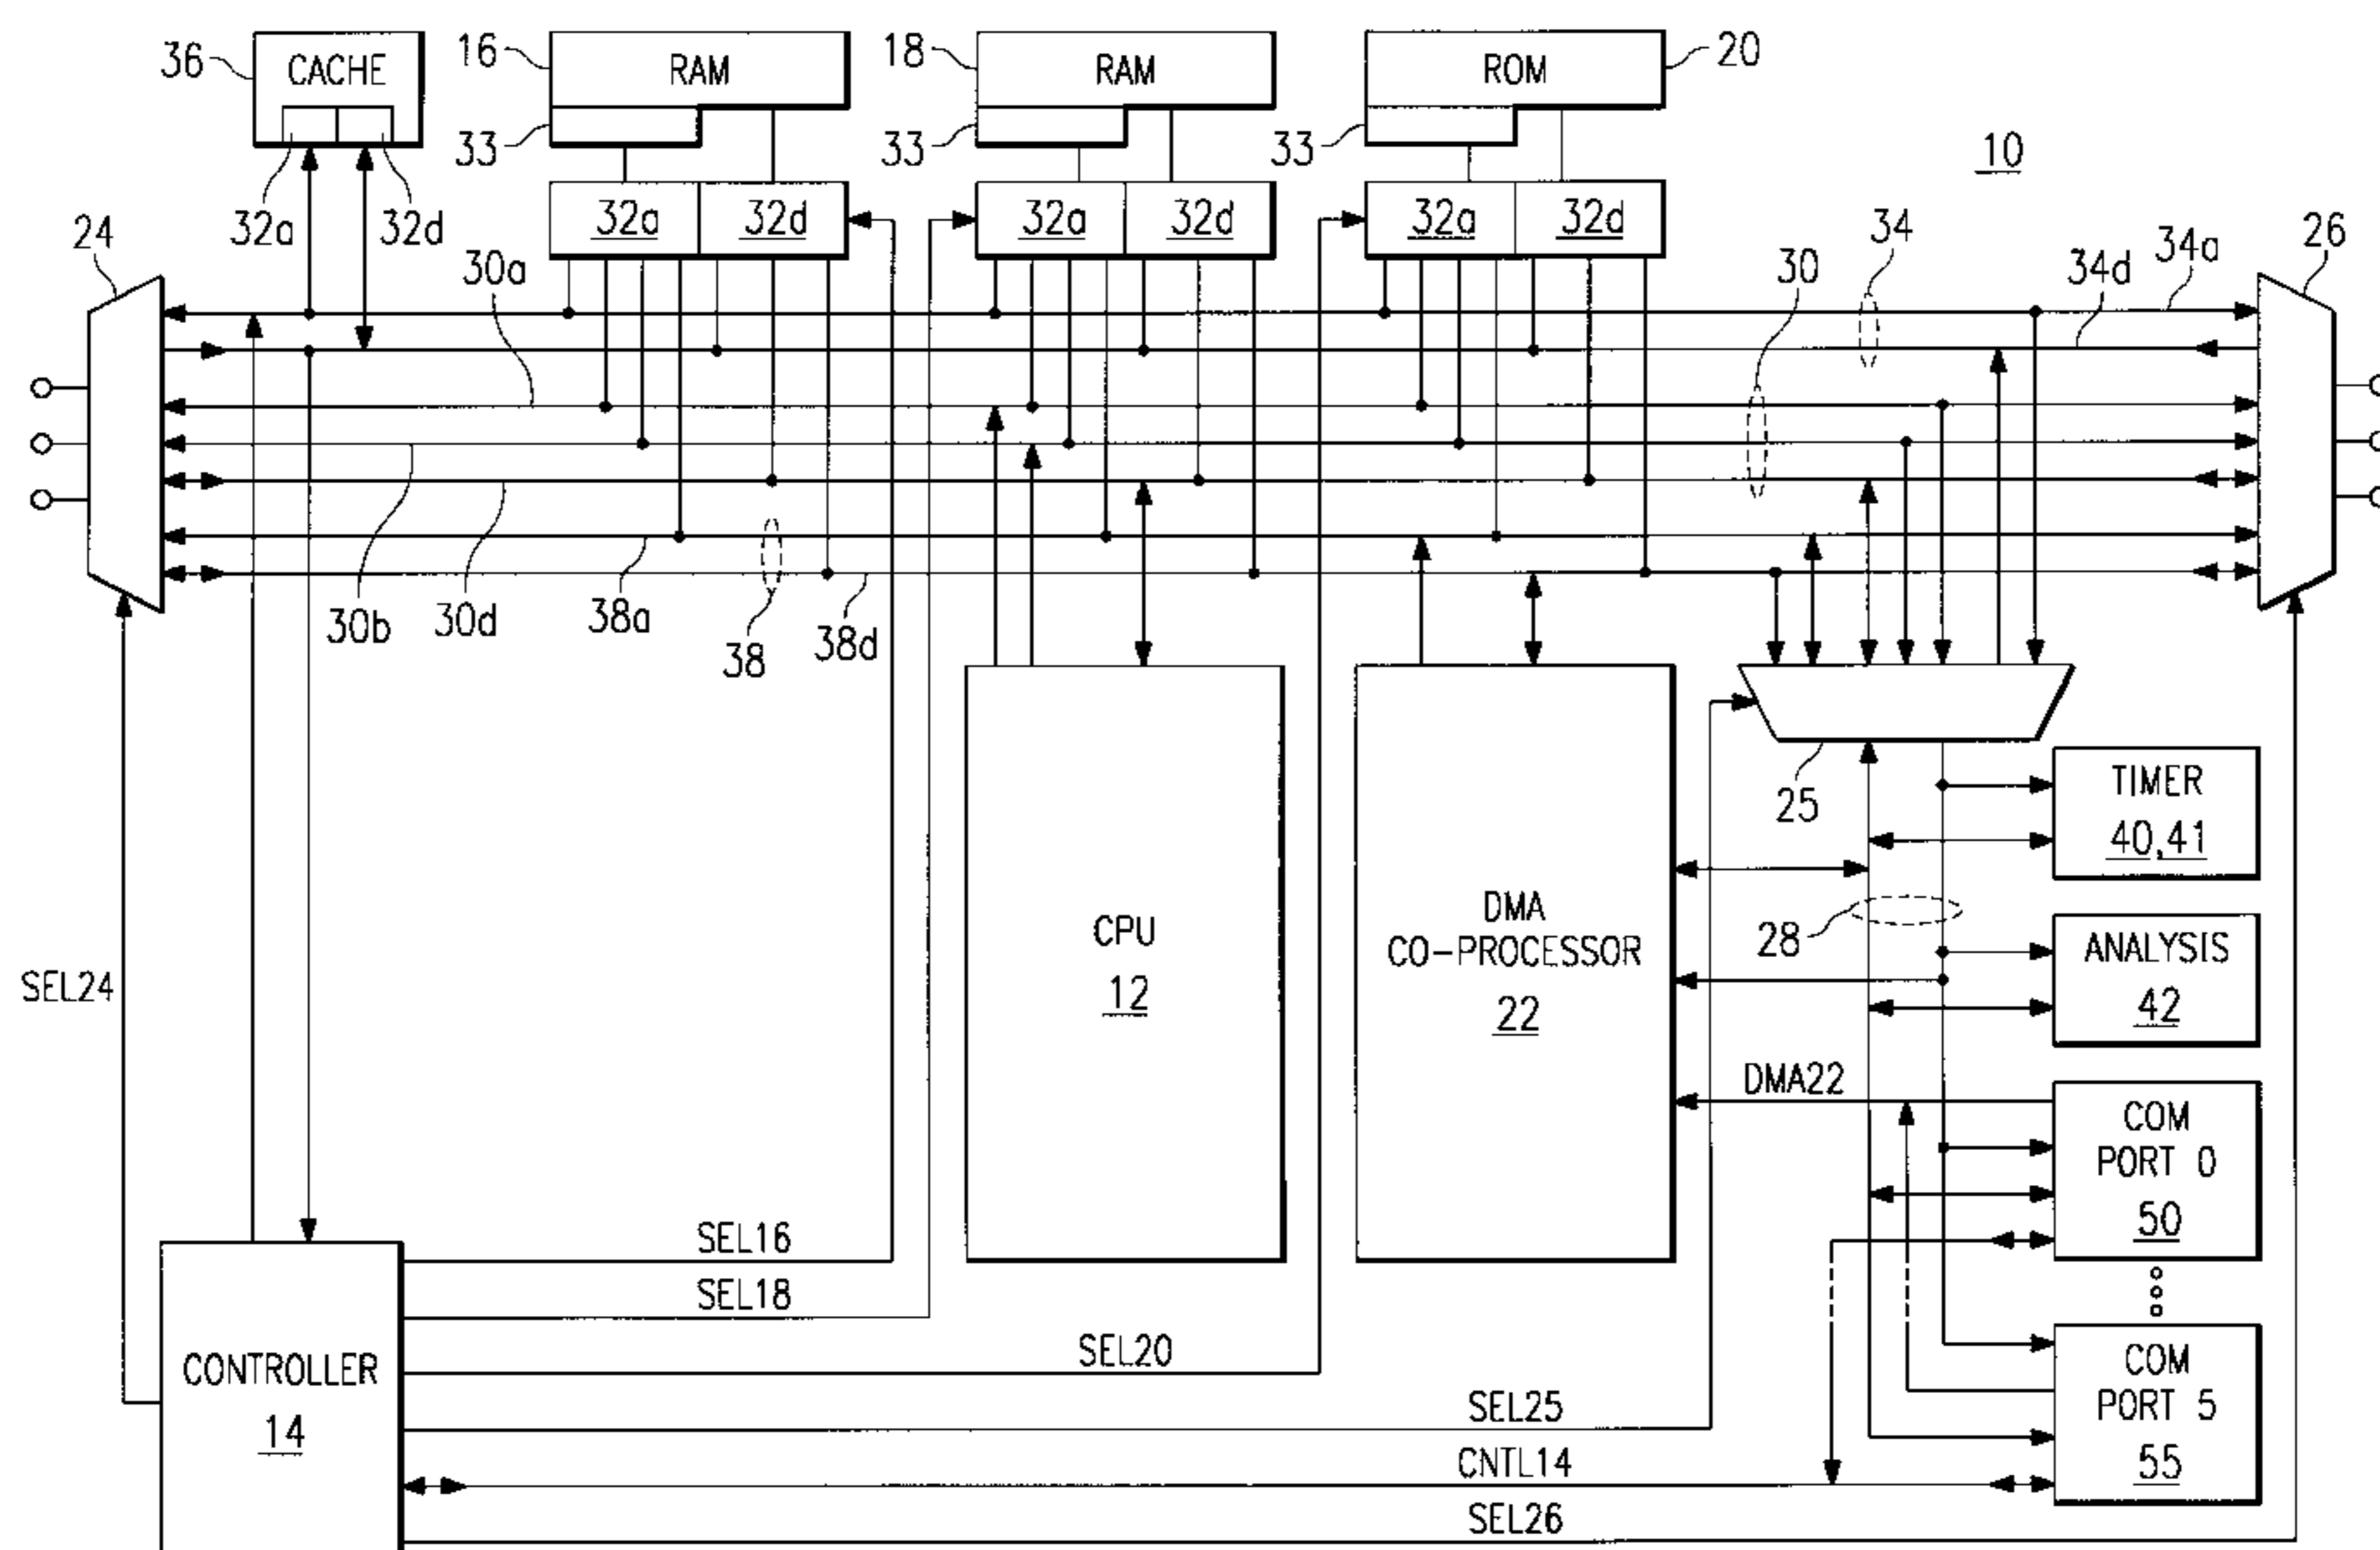 36
CACHE
16
RAM
18
RAM
ROM
20
33
33
33
10
32a
32d
32a
32d
32a
32d
32a
32d
24
30a
34
34a
34d
30
26
30b
30d
38a
38
38d
25
TIMER
40,41
28
CPU
12
DMA
CO-PROCESSOR
22
ANALYSIS
42
SEL24
DMA22
COM
PORT 0
50
SEL16
SEL18
SEL20
CONTROLLER
14
SEL25
COM
PORT 5
55
CNTL14
SEL26